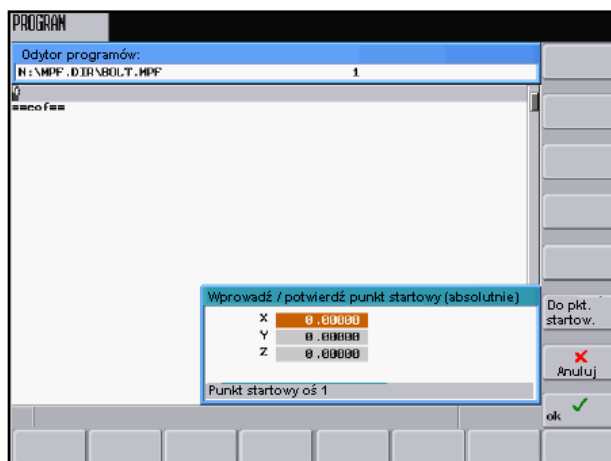 PROGRAM
Odytor programów:
N:\MPF.DIR\BOLT.MPF 1
==eof==
Wprowadź / potwierdź punkt startowy (absolutnie)
X 0.00000
Y 0.00000
Z 0.00000
Punkt startowy oś 1
Do pkt.
startow.
Anuluj
ok